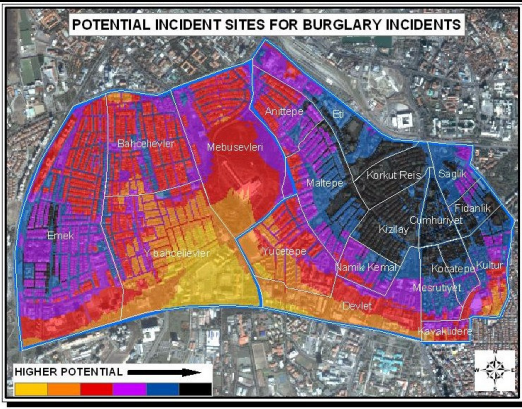 POTENTIAL INCIDENT SITES FOR BURGLARY INCIDENTS
Anittepe
Eti
Bahcelievler
Mebusevleri
Maltepe
Korkut Reis
Saglik
Fidanlik
Cumhuriyet
Kizilay
Emek
Y.bahcelievler
Yucetepe
Namik Kemal
Kocatepe
Kultur
Mesrutiyet
Devlet
Kavaklidere
HIGHER POTENTIAL